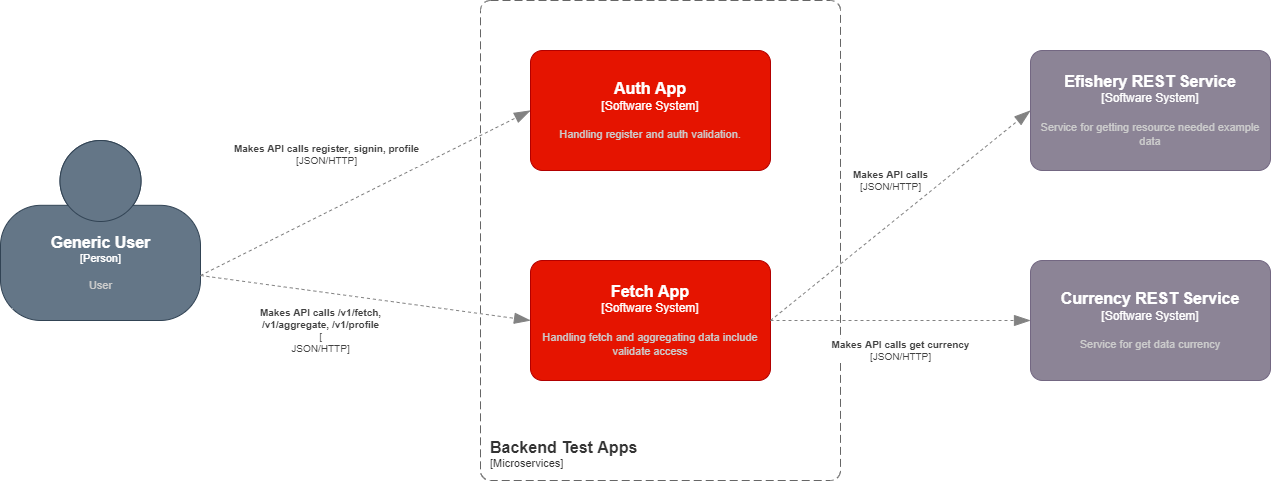 Auth App
[Software System]
Handling register and auth validation.
Efishery REST Service
[Software System]
Service for getting resource needed example
data
Makes API calls register, signin, profile
[JSON/HTTP]
Makes API calls
[JSON/HTTP]
Generic User
[Person]
User
Makes API calls /v1/fetch,
/v1/aggregate, /v1/profile
[
JSON/HTTP]
Fetch App
[Software System]
Handling fetch and aggregating data include
validate access
Makes API calls get currency
[JSON/HTTP]
Currency REST Service
[Software System]
Service for get data currency
Backend Test Apps
[Microservices]